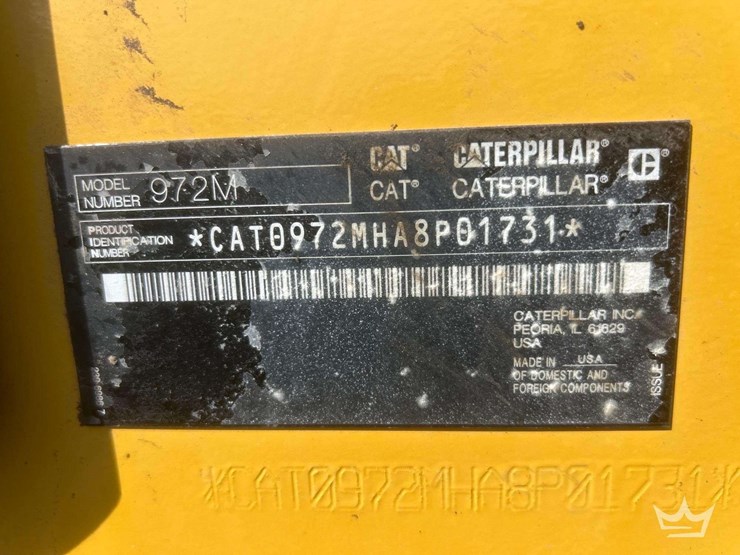 CAT® CATERPILLAR®
MODEL NUMBER 972M
CAT® CATERPILLAR®
PRODUCT IDENTIFICATION NUMBER *CAT0972MHA8P01731*
CATERPILLAR INC.
PEORIA, IL 61629
USA
MADE IN USA
OF DOMESTIC AND
FOREIGN COMPONENTS
ISSUE
*CAT0972MHA8P01731*